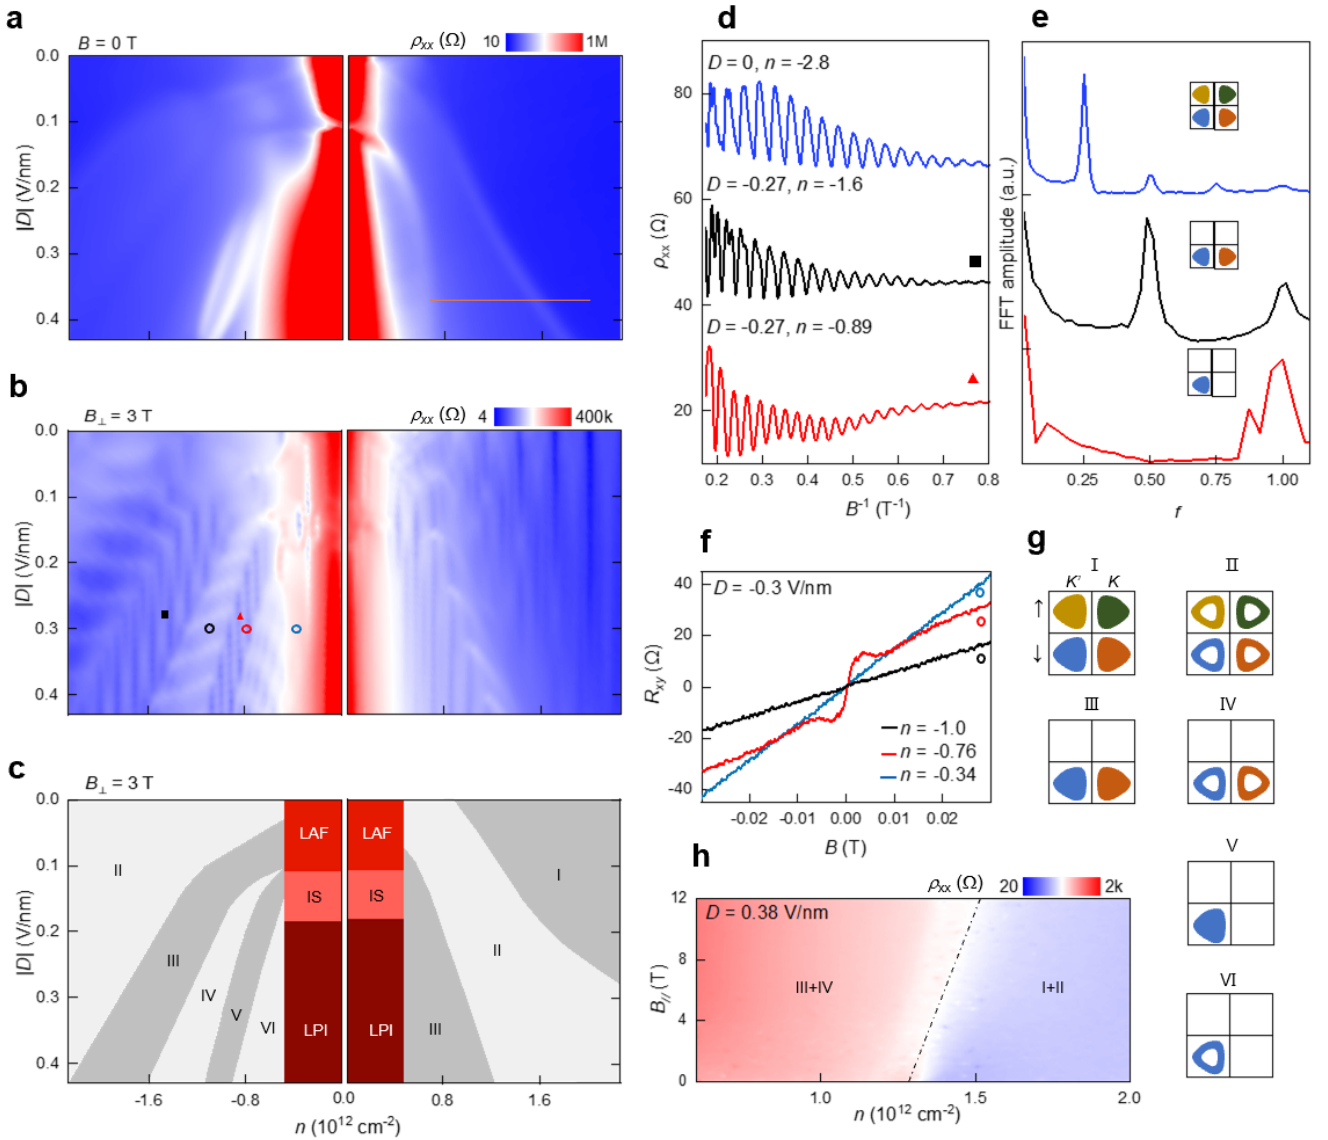 a
B = 0 T
ρxx (Ω)
10
1M
|D| (V/nm)
0.0
0.1
0.2
0.3
0.4
b
B⊥ = 3 T
ρxx (Ω)
4
400k
|D| (V/nm)
0.0
0.1
0.2
0.3
0.4
c
B⊥ = 3 T
|D| (V/nm)
0.0
0.1
0.2
0.3
0.4
LAF
LAF
IS
IS
LPI
LPI
II
III
IV
V
VI
I
II
III
-1.6
-0.8
0.0
0.8
1.6
n (10¹² cm⁻²)
d
D = 0, n = -2.8
D = -0.27, n = -1.6
D = -0.27, n = -0.89
ρxx (Ω)
80
60
40
20
0.2
0.3
0.4
0.5
0.6
0.7
0.8
B⁻¹ (T⁻¹)
e
FFT amplitude (a.u.)
0.25
0.50
0.75
1.00
f
f
D = -0.3 V/nm
Rxy (Ω)
40
20
0
-20
-40
n = -1.0
n = -0.76
n = -0.34
-0.02
-0.01
0.00
0.01
0.02
B (T)
g
I
II
K' K
↑
↓
III
IV
V
VI
h
ρxx (Ω)
20
2k
D = 0.38 V/nm
B// (T)
12
8
4
0
III+IV
I+II
1.0
1.5
2.0
n (10¹² cm⁻²)